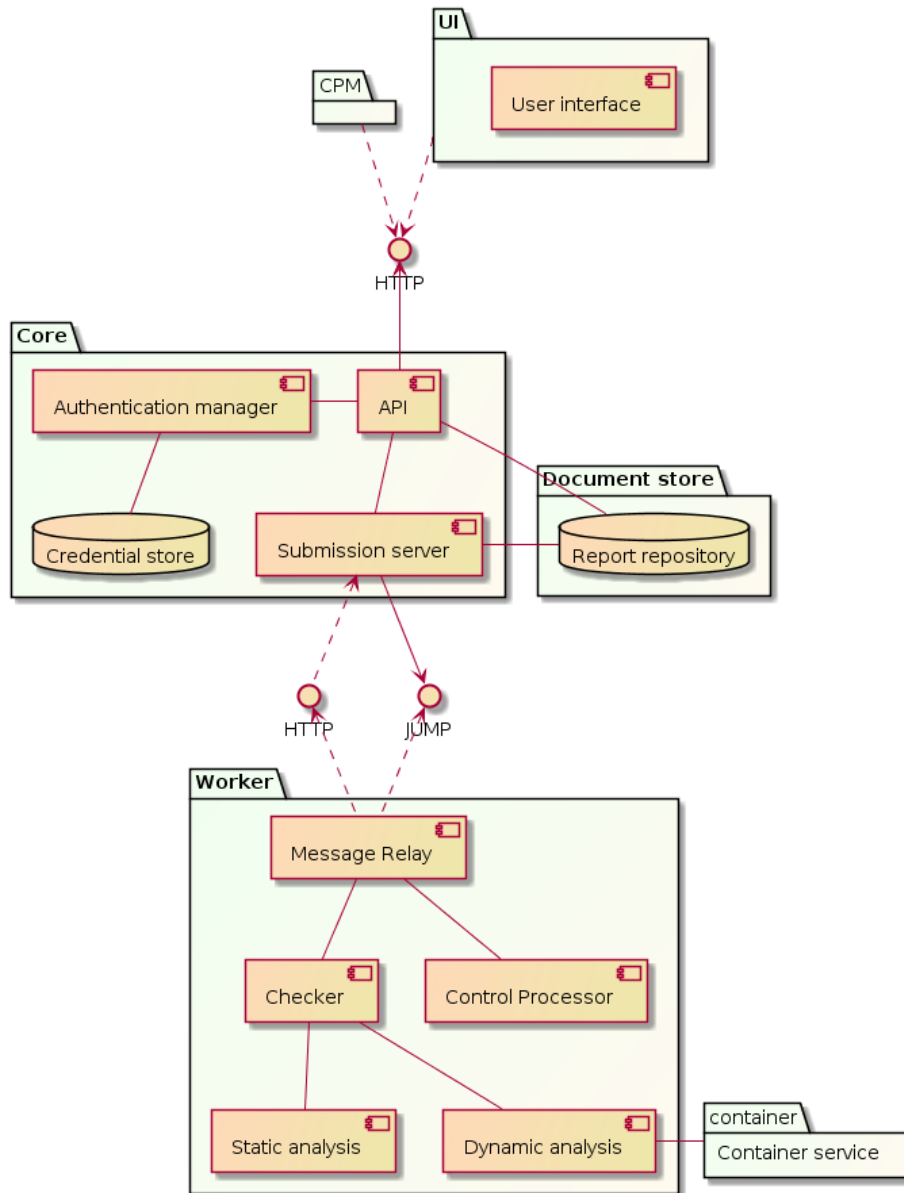 UI
CPM
User interface
HTTP
Core
Authentication manager
API
Document store
Credential store
Submission server
Report repository
HTTP
JUMP
Worker
Message Relay
Checker
Control Processor
container
Static analysis
Dynamic analysis
Container service